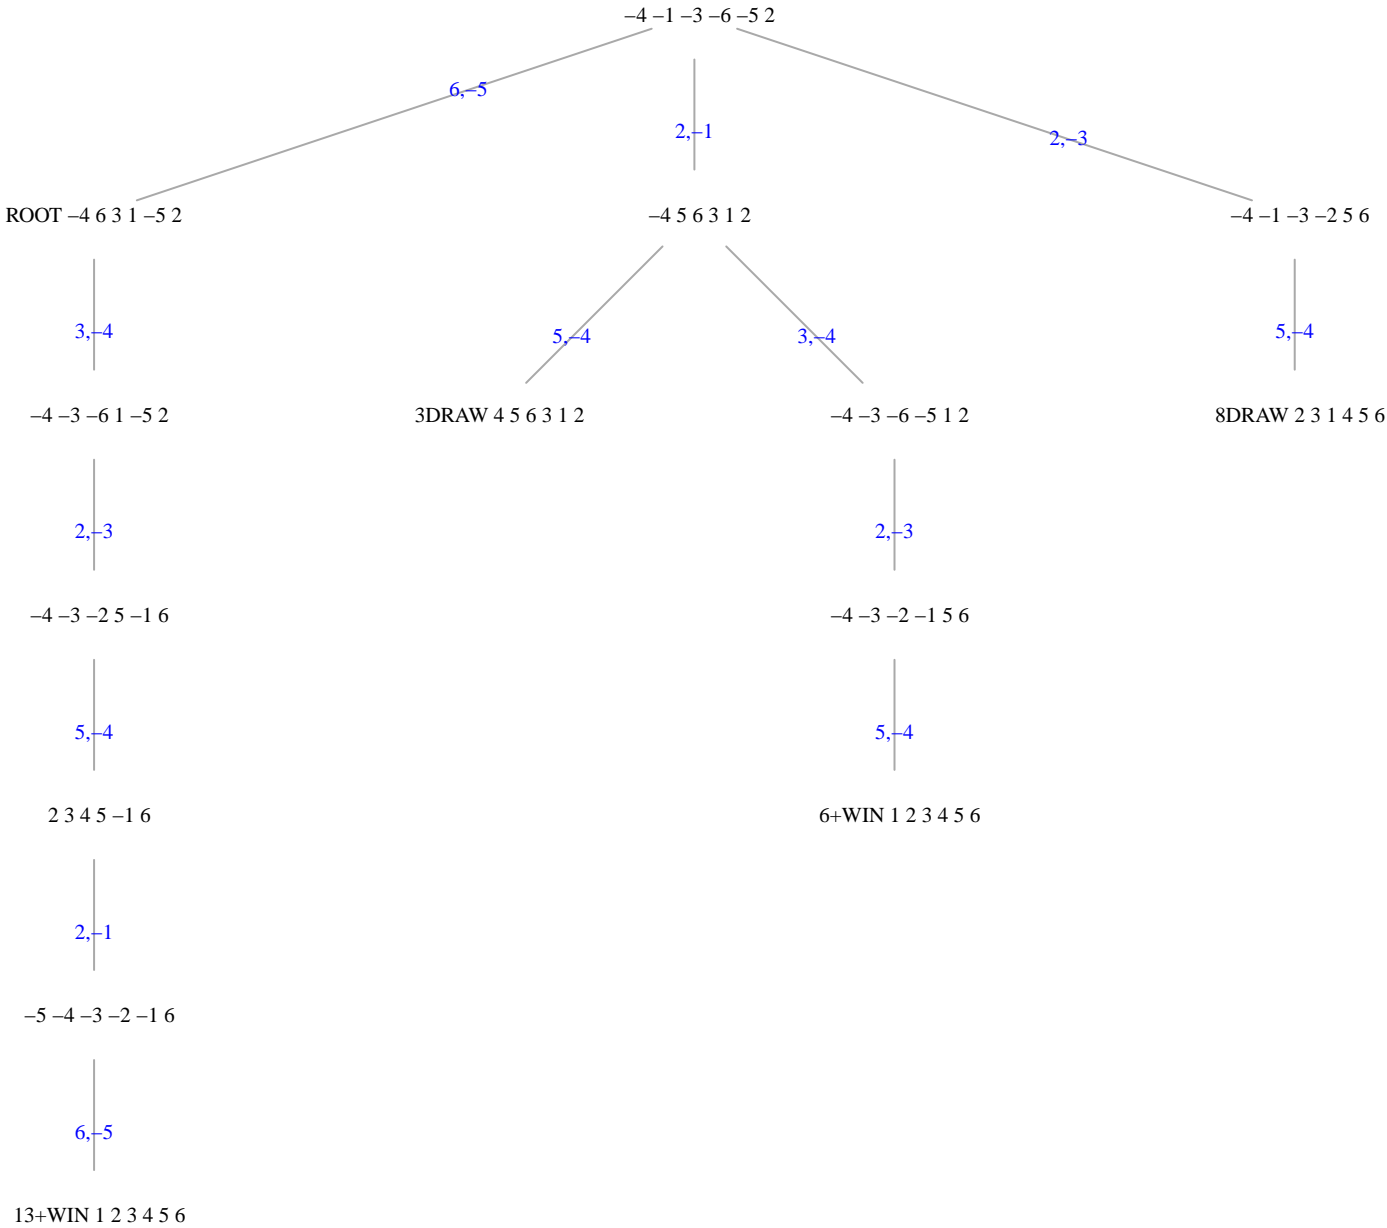 −4 −1 −3 −6 −5 2
6,−5
2,−1
2,−3
ROOT −4 6 3 1 −5 2
−4 5 6 3 1 2
−4 −1 −3 −2 5 6
3,−4
5,−4
3,−4
5,−4
−4 −3 −6 1 −5 2
3DRAW 4 5 6 3 1 2
−4 −3 −6 −5 1 2
8DRAW 2 3 1 4 5 6
2,−3
2,−3
−4 −3 −2 5 −1 6
−4 −3 −2 −1 5 6
5,−4
5,−4
2 3 4 5 −1 6
6+WIN 1 2 3 4 5 6
2,−1
−5 −4 −3 −2 −1 6
6,−5
13+WIN 1 2 3 4 5 6